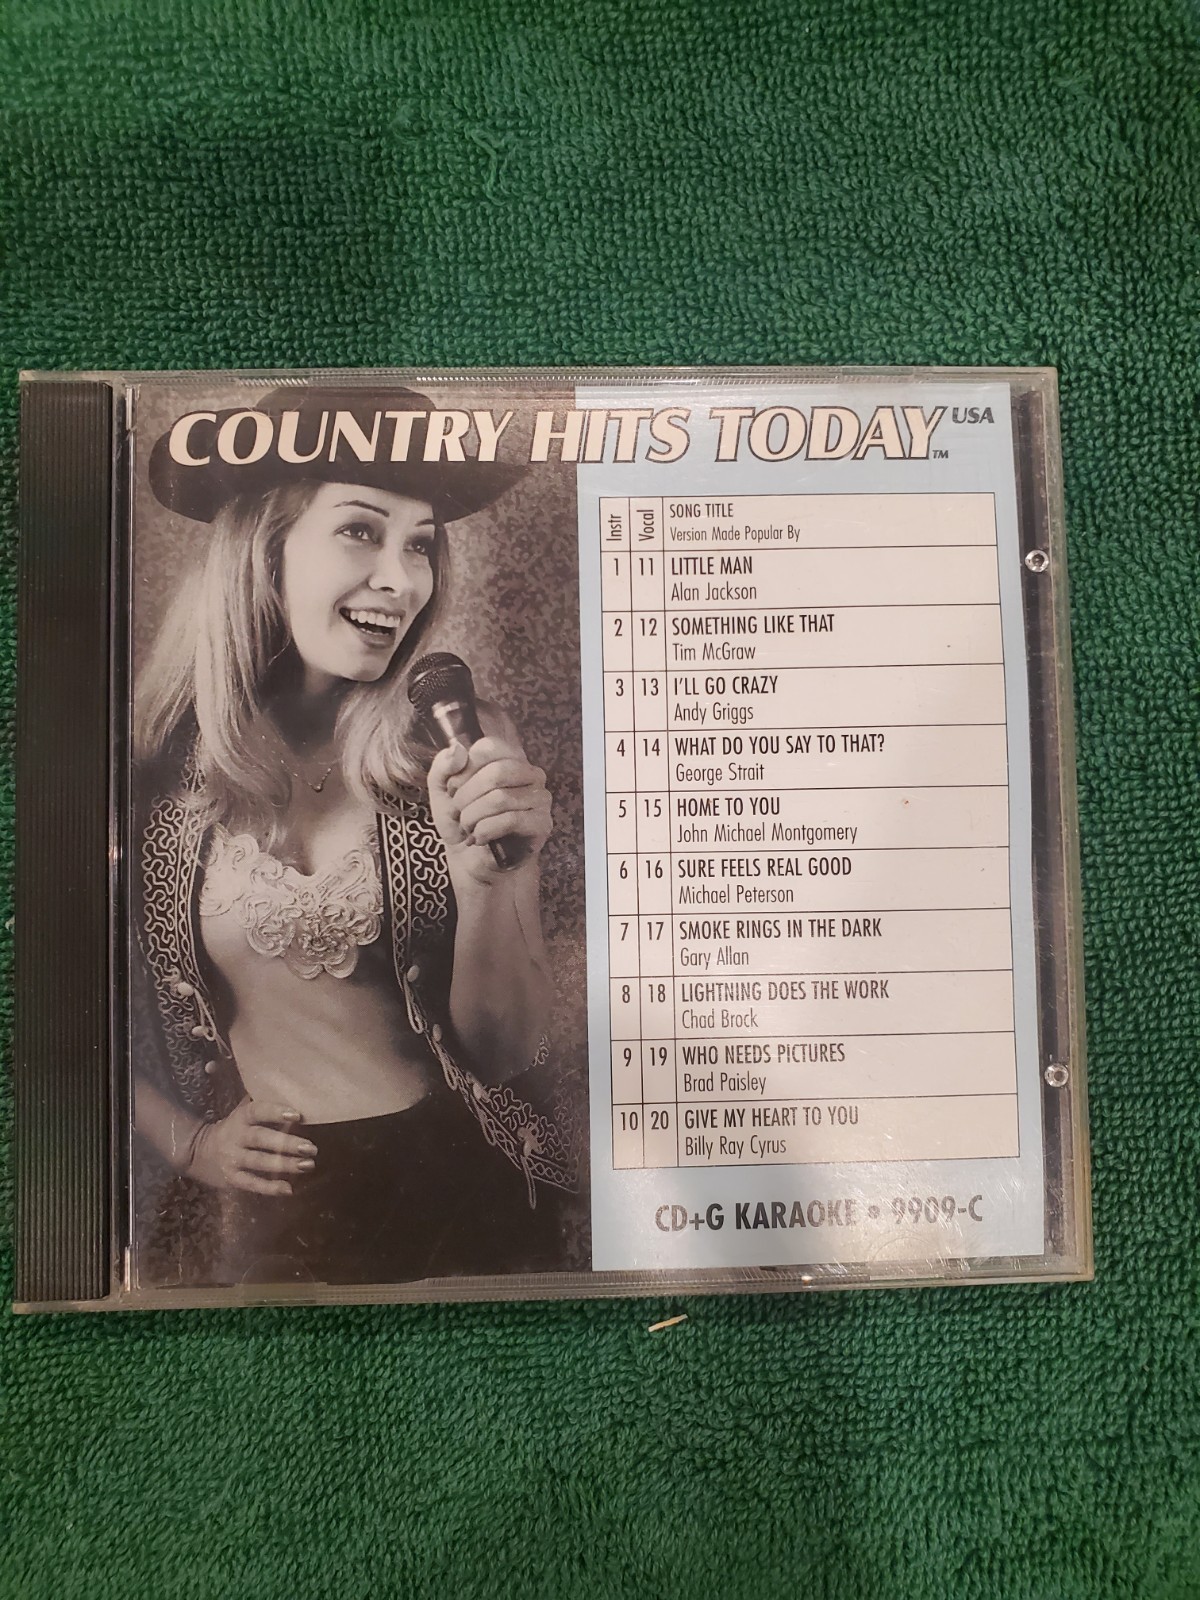 COUNTRY HITS TODAY USA
TM
Instr Vocal SONG TITLE
Version Made Popular By
1 11 LITTLE MAN
Alan Jackson
2 12 SOMETHING LIKE THAT
Tim McGraw
3 13 I'LL GO CRAZY
Andy Griggs
4 14 WHAT DO YOU SAY TO THAT?
George Strait
5 15 HOME TO YOU
John Michael Montgomery
6 16 SURE FEELS REAL GOOD
Michael Peterson
7 17 SMOKE RINGS IN THE DARK
Gary Allan
8 18 LIGHTNING DOES THE WORK
Chad Brock
9 19 WHO NEEDS PICTURES
Brad Paisley
10 20 GIVE MY HEART TO YOU
Billy Ray Cyrus
CD+G KARAOKE • 9909-C